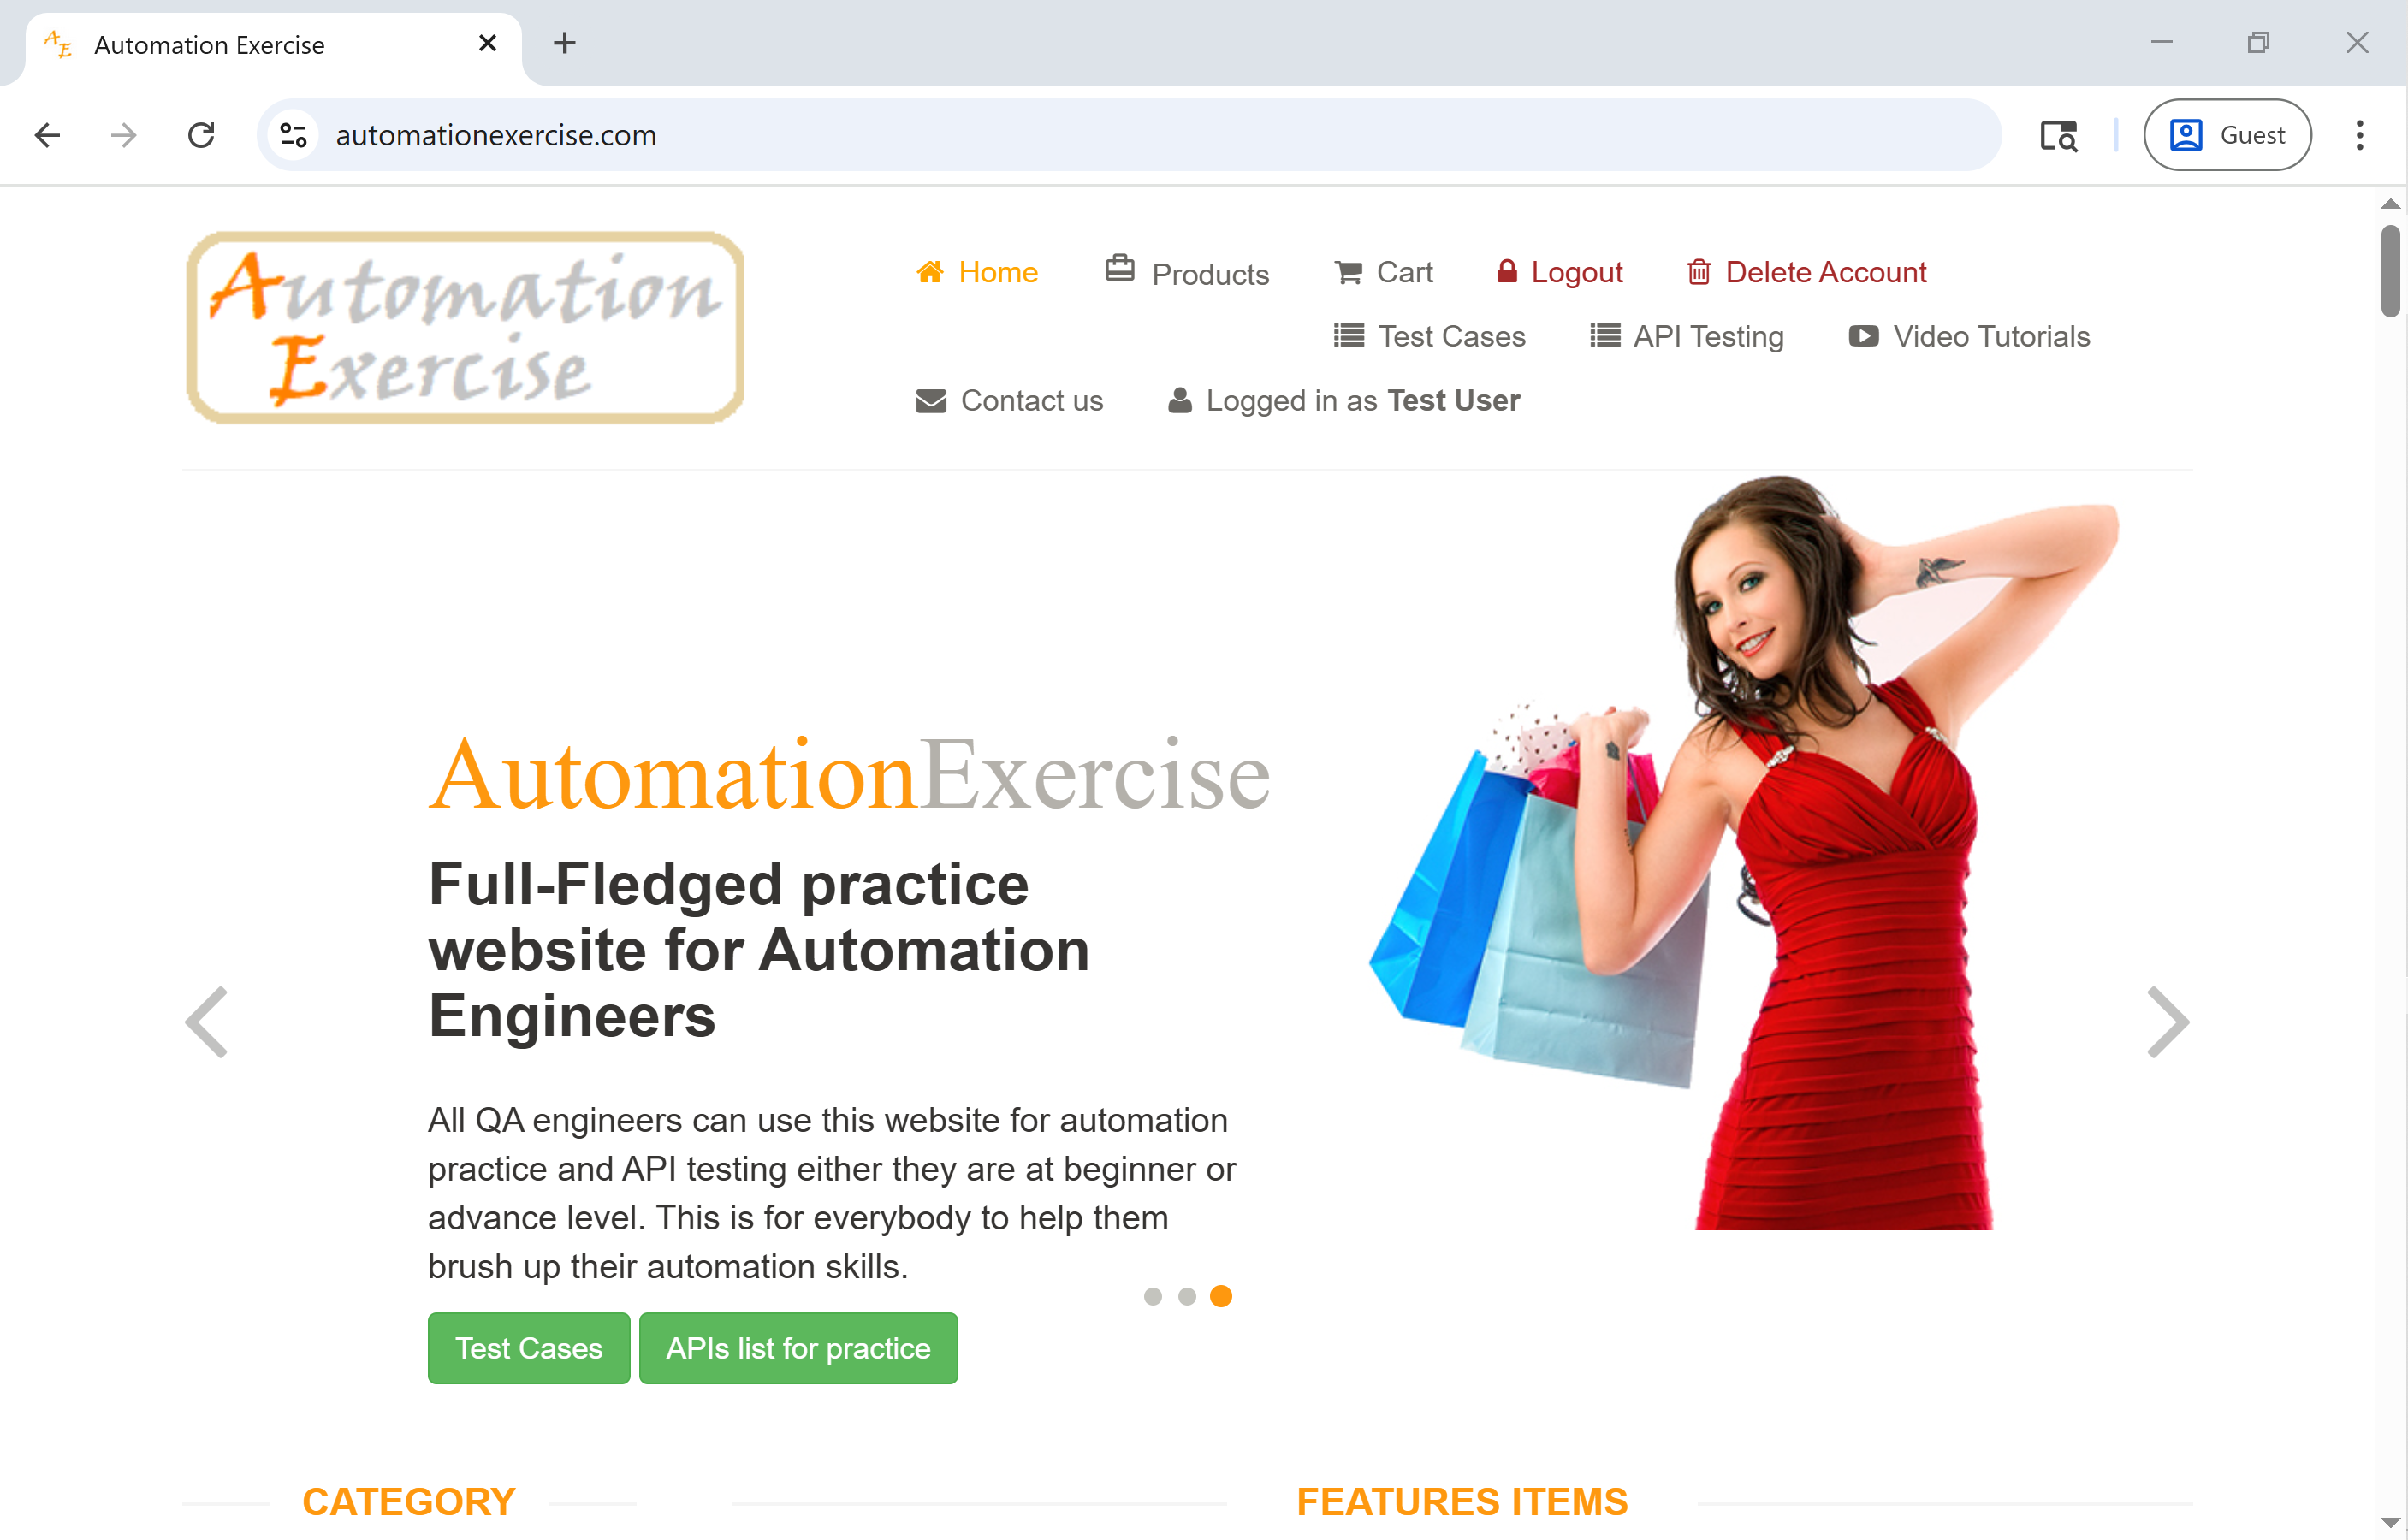 Automation Exercise
automationexercise.com
Guest
Automation
Exercise
Home
Products
Cart
Logout
Delete Account
Test Cases
API Testing
Video Tutorials
Contact us
Logged in as Test User
AutomationExercise
Full-Fledged practice
website for Automation
Engineers
All QA engineers can use this website for automation
practice and API testing either they are at beginner or
advance level. This is for everybody to help them
brush up their automation skills.
Test Cases
APIs list for practice
CATEGORY
FEATURES ITEMS